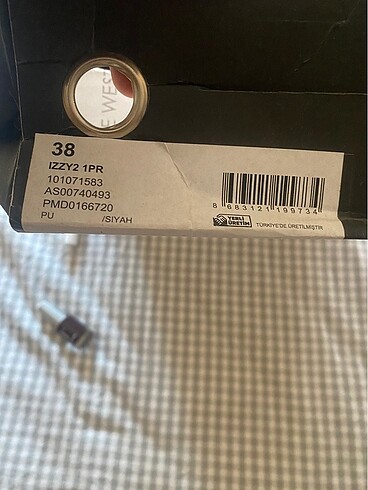 E WES
38
IZZY2 1PR
101071583
AS00740493
PMD0166720
PU /SIYAH
8 683121 199734
YERLİ
ÜRETİM
TÜRKİYE'DE ÜRETİLMİŞTİR